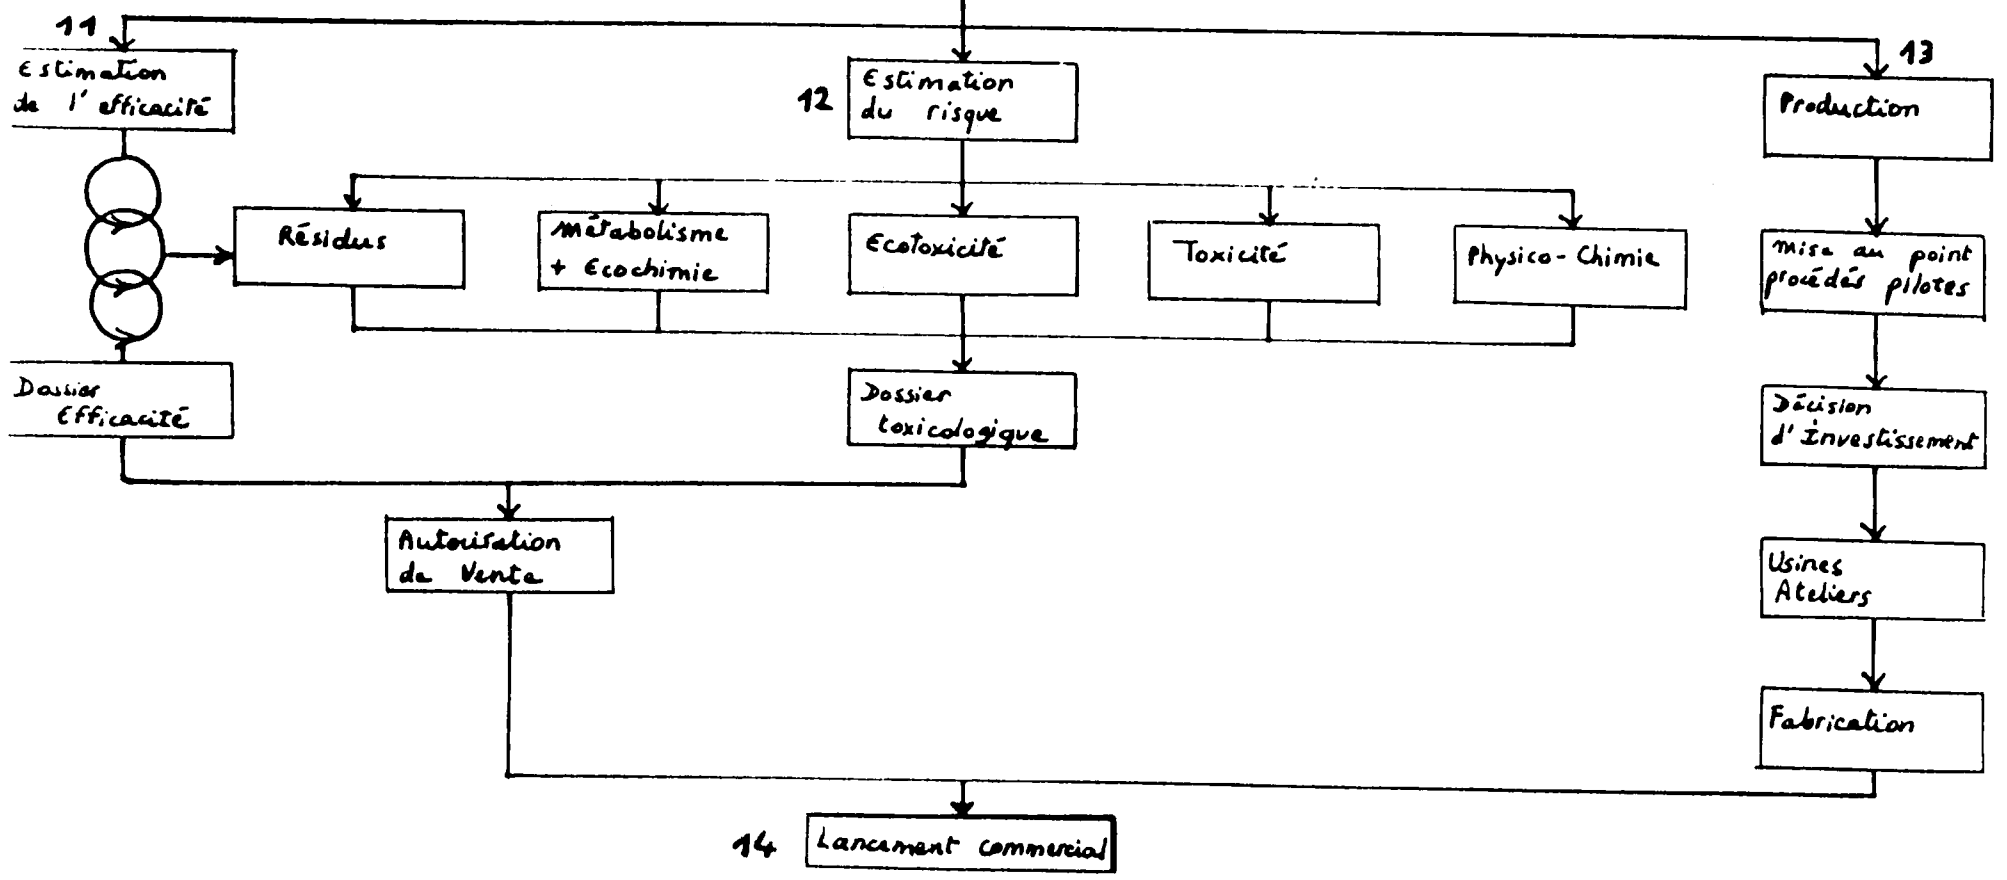 11
Estimation
de l'efficacité
12
Estimation
du risque
13
Production
Résidus
Métabolisme
+ Ecochimie
Ecotoxicité
Toxicité
Physico-Chimie
Mise au point
procédés pilotes
Dossier
Efficacité
Dossier
toxicologique
Décision
d'Investissement
Autorisation
de Vente
Usines
Ateliers
Fabrication
14
Lancement commercial